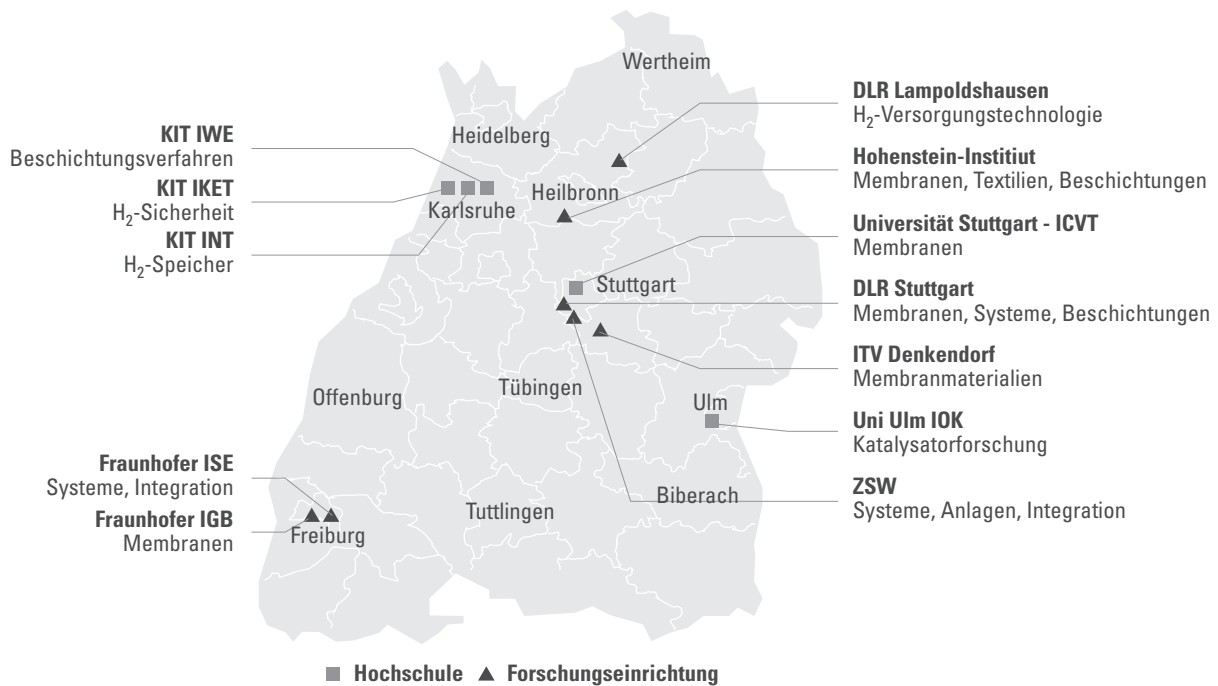 Wertheim
Heidelberg
Heilbronn
Karlsruhe
Stuttgart
Tübingen
Offenburg
Ulm
Biberach
Tuttlingen
Freiburg
KIT IWE
Beschichtungsverfahren
KIT IKET
H₂-Sicherheit
KIT INT
H₂-Speicher
Fraunhofer ISE
Systeme, Integration
Fraunhofer IGB
Membranen
DLR Lampoldshausen
H₂-Versorgungstechnologie
Hohenstein-Institiut
Membranen, Textilien, Beschichtungen
Universität Stuttgart - ICVT
Membranen
DLR Stuttgart
Membranen, Systeme, Beschichtungen
ITV Denkendorf
Membranmaterialien
Uni Ulm IOK
Katalysatorforschung
ZSW
Systeme, Anlagen, Integration
Hochschule Forschungseinrichtung